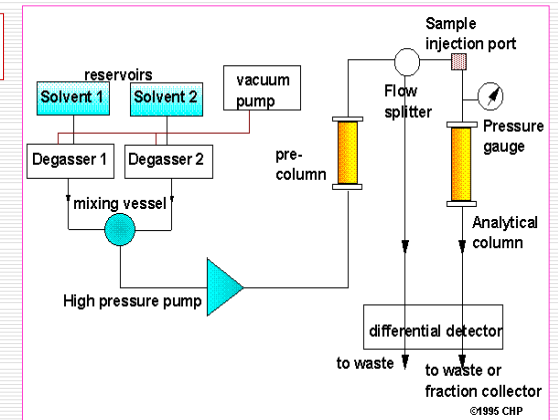 Sample
injection port
reservoirs
Solvent 1
Solvent 2
vacuum
pump
Flow
splitter
Pressure
gauge
Degasser 1
Degasser 2
pre-
column
mixing vessel
Analytical
column
High pressure pump
differential detector
to waste
to waste or
fraction collector
©1995 CHP